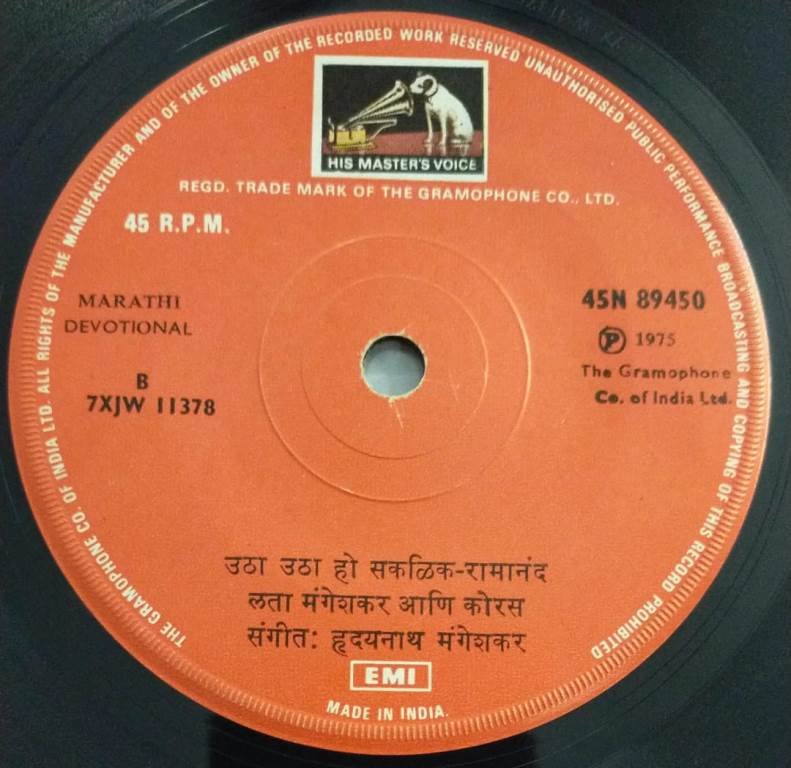 THE GRAMOPHONE CO. OF INDIA LTD. ALL RIGHTS OF THE MANUFACTURER AND OF THE OWNER OF THE RECORDED WORK RESERVED UNAUTHORISED PUBLIC PERFORMANCE BROADCASTING AND COPYING OF THIS RECORD PROHIBITED
HIS MASTER'S VOICE
REGD. TRADE MARK OF THE GRAMOPHONE CO., LTD.
45 R.P.M.
MARATHI
DEVOTIONAL
B
7XJW 11378
45N 89450
Ⓟ 1975
The Gramophone
Co. of India Ltd.
उठा उठा हो सकळिक-रामानंद
लता मंगेशकर आणि कोरस
संगीत: हृदयनाथ मंगेशकर
EMI
MADE IN INDIA.